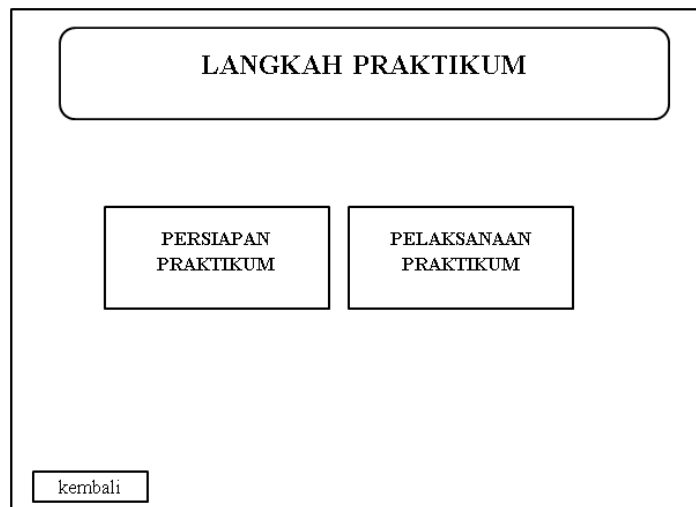 LANGKAH PRAKTIKUM
PERSIAPAN
PRAKTIKUM
PELAKSANAAN
PRAKTIKUM
kembali